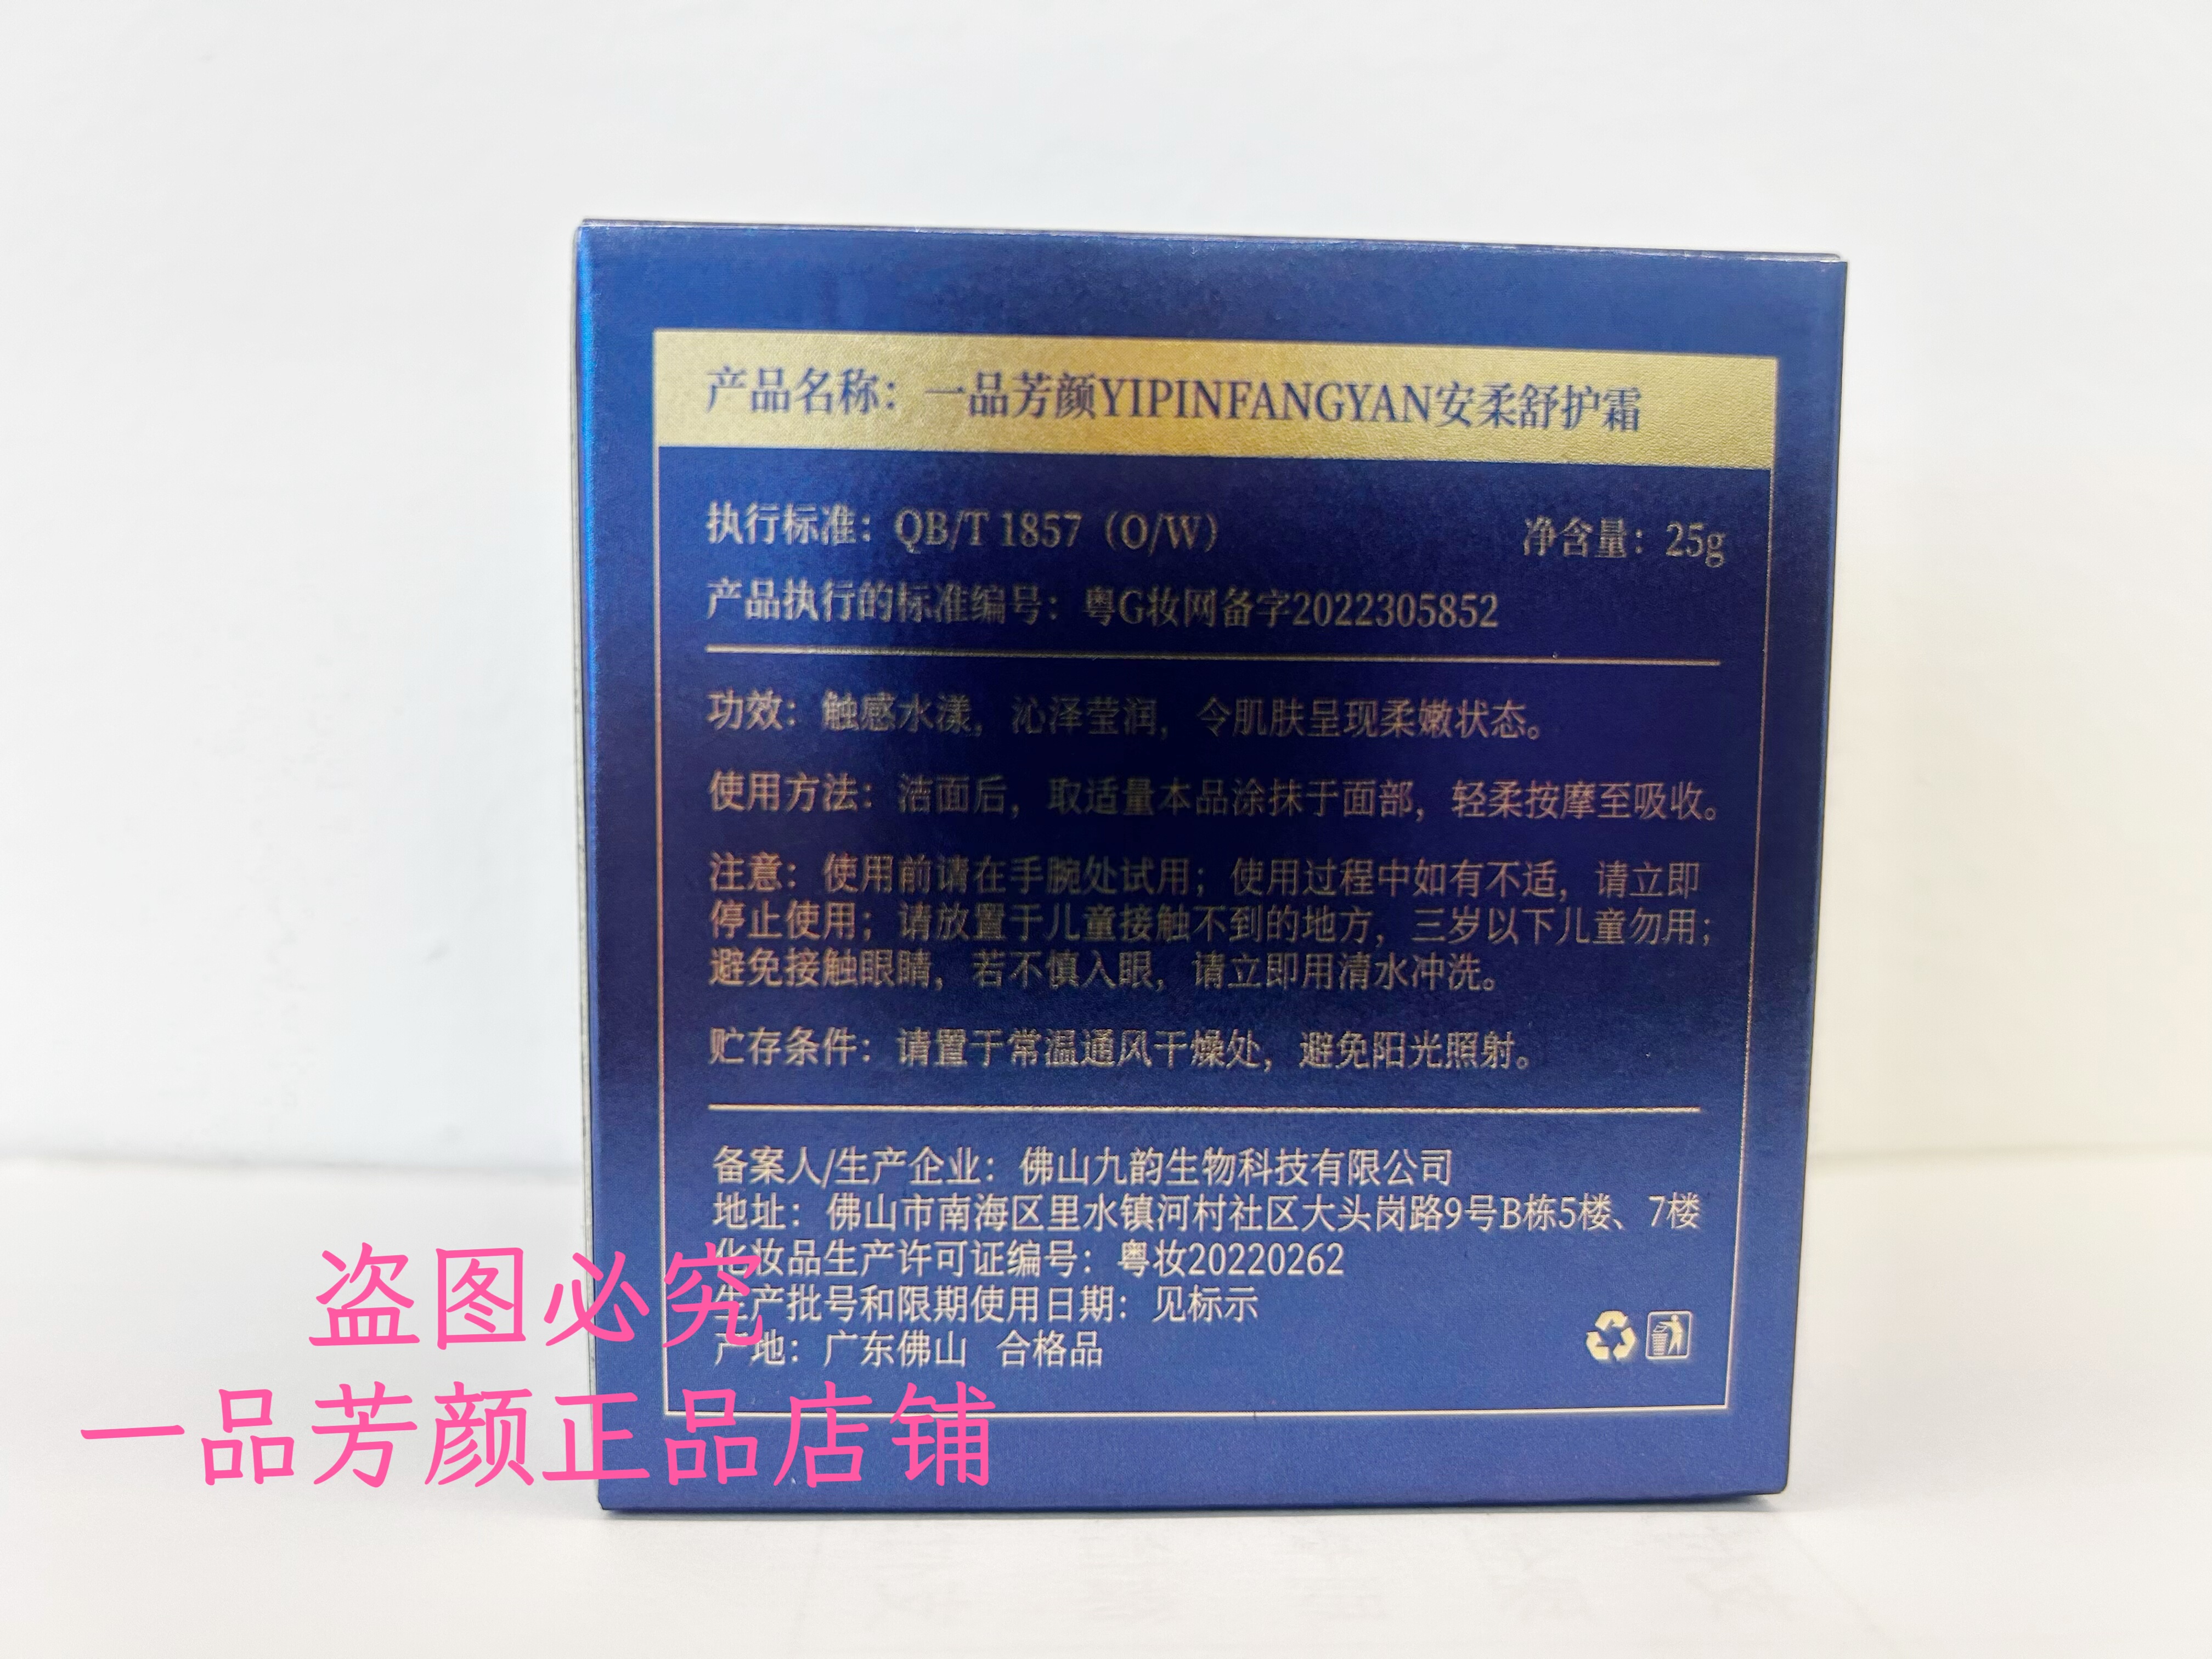 产品名称：一品芳颜YIPINFANGYAN安柔舒护霜
执行标准：QB/T 1857（O/W）
净含量：25g
产品执行的标准编号：粤G妆网备字2022305852
功效：触感水漾，沁泽莹润，令肌肤呈现柔嫩状态。
使用方法：洁面后，取适量本品涂抹于面部，轻柔按摩至吸收。
注意：使用前请在手腕处试用；使用过程中如有不适，请立即
停止使用；请放置于儿童接触不到的地方，三岁以下儿童勿用；
避免接触眼睛，若不慎入眼，请立即用清水冲洗。
贮存条件：请置于常温通风干燥处，避免阳光照射。
备案人/生产企业：佛山九韵生物科技有限公司
地址：佛山市南海区里水镇河村社区大头岗路9号B栋5楼、7楼
化妆品生产许可证编号：粤妆20220262
生产批号和限期使用日期：见标示
产地：广东佛山 合格品
盗图必究
一品芳颜正品店铺